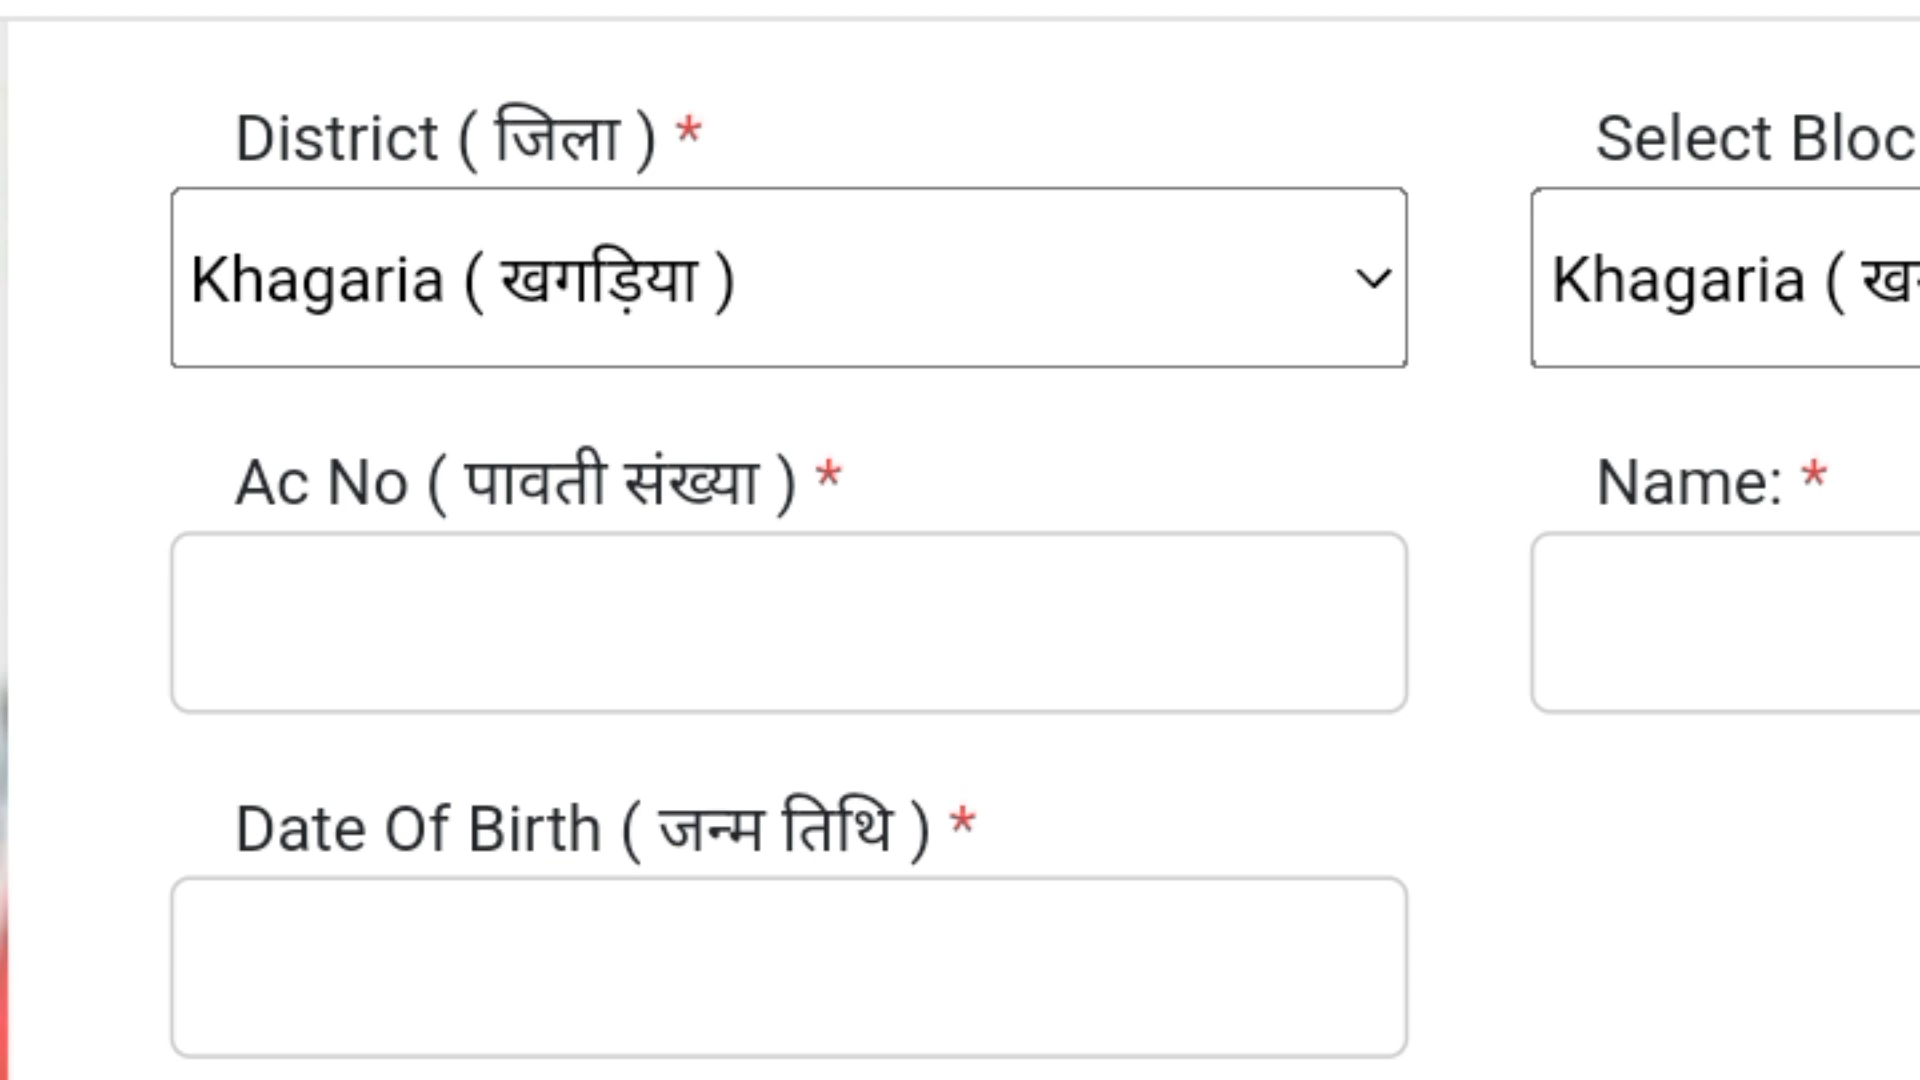 District ( जिला ) *
Select Bloc
Khagaria ( खगड़िया )
Khagaria ( ख
Ac No ( पावती संख्या ) *
Name: *
Date Of Birth ( जन्म तिथि ) *